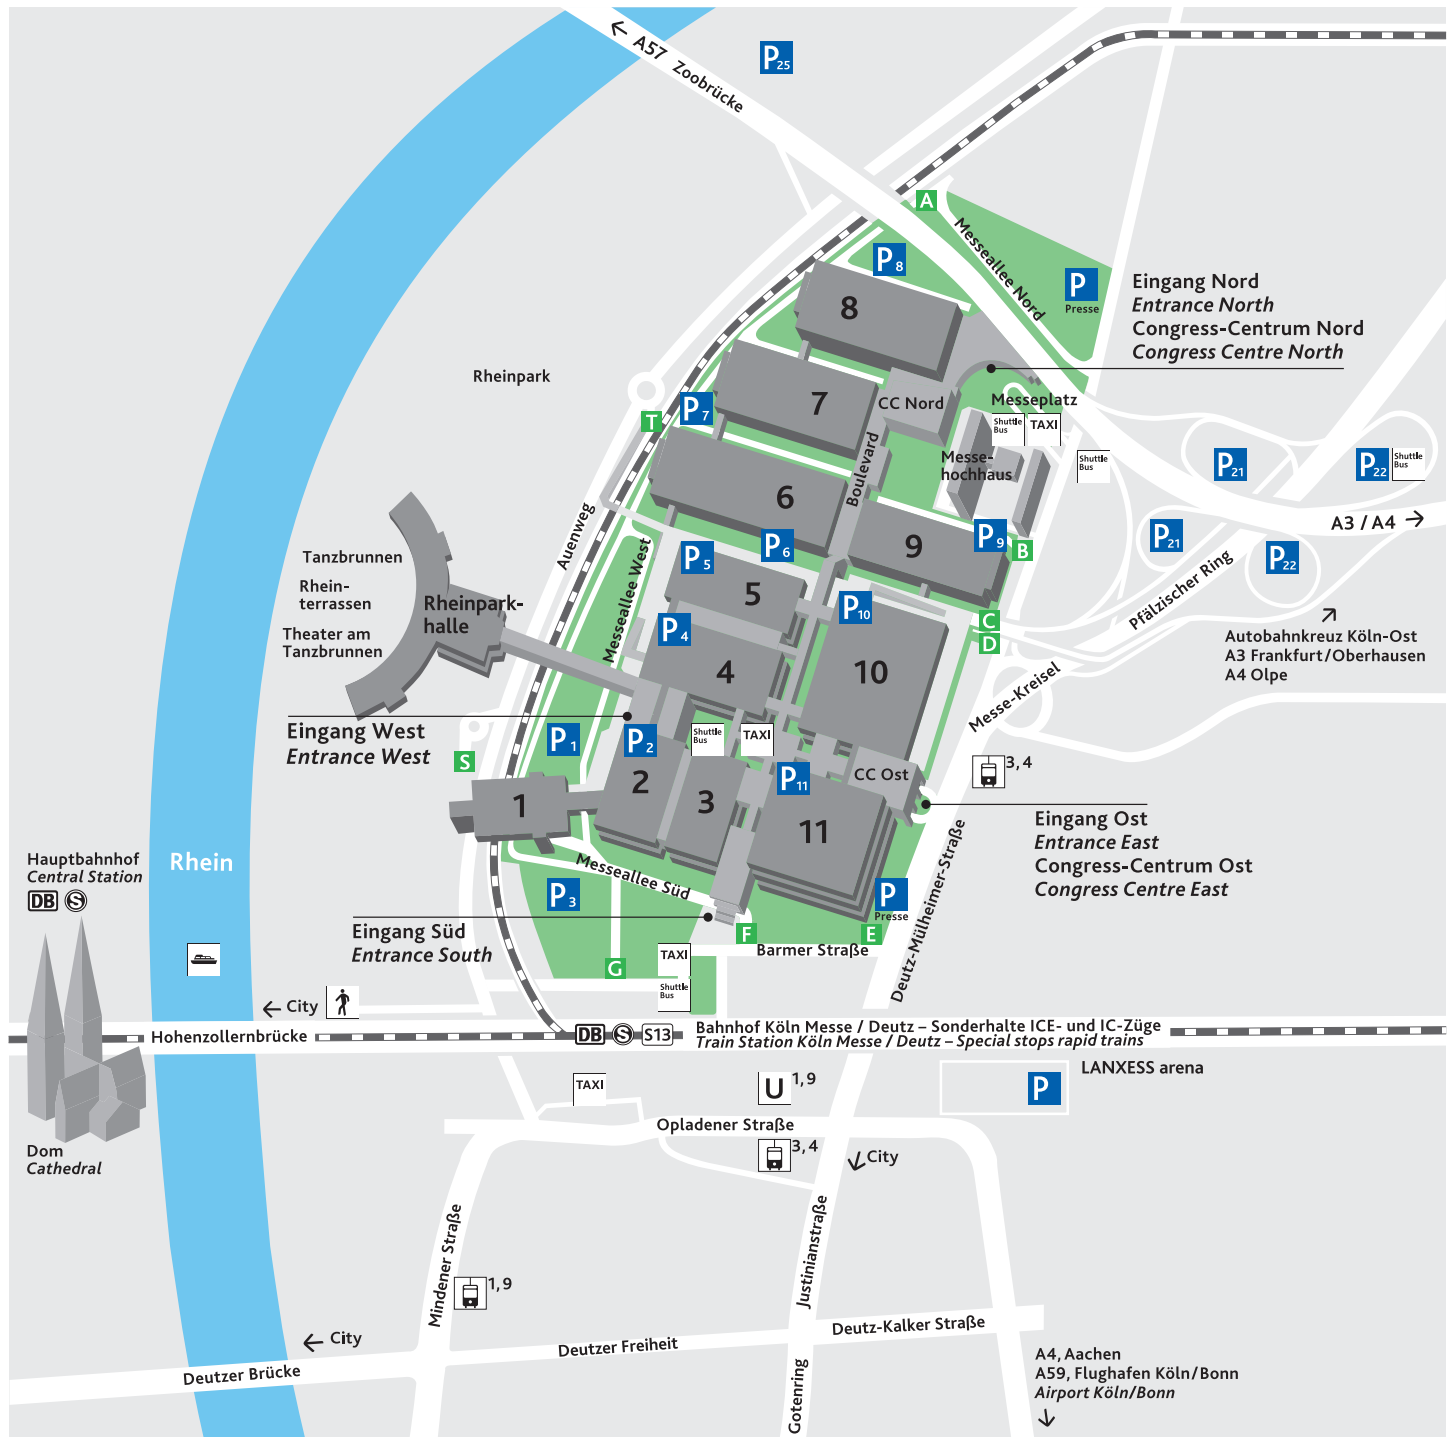 ← A57 Zoobrücke
P25
A
Messeallee Nord
P8
P
Presse
Eingang Nord
Entrance North
Congress-Centrum Nord
Congress Centre North
8
Rheinpark
7
CC Nord
Messeplatz
P7
T
Shuttle
Bus
TAXI
Boulevard
Messe-
hochhaus
Shuttle
Bus
P21
P22
Shuttle
Bus
6
Auenweg
A3 / A4 →
P21
P9
B
9
P6
P5
P22
Tanzbrunnen
Messeallee West
Rhein-
terrassen
Rheinpark-
halle
5
P10
Pfälzischer Ring
C
D
P4
Theater am
Tanzbrunnen
Autobahnkreuz Köln-Ost
A3 Frankfurt/Oberhausen
A4 Olpe
4
10
Messe-Kreisel
Eingang West
Entrance West
P1
P2
Shuttle
Bus
TAXI
S
3, 4
P11
CC Ost
2
1
3
11
Eingang Ost
Entrance East
Congress-Centrum Ost
Congress Centre East
Deutz-Mülheimer-Straße
Rhein
Hauptbahnhof
Central Station
DB S
Messeallee Süd
P3
P
Presse
Eingang Süd
Entrance South
F
E
Barmer Straße
G
TAXI
Shuttle
Bus
← City
Hohenzollernbrücke
DB S S13
Bahnhof Köln Messe / Deutz – Sonderhalte ICE- und IC-Züge
Train Station Köln Messe / Deutz – Special stops rapid trains
LANXESS arena
P
TAXI
U 1, 9
Opladener Straße
3, 4
City
Dom
Cathedral
Mindener Straße
Justinianstraße
1, 9
← City
Deutzer Brücke
Deutzer Freiheit
Deutz-Kalker Straße
Gotenring
A4, Aachen
A59, Flughafen Köln/Bonn
Airport Köln/Bonn